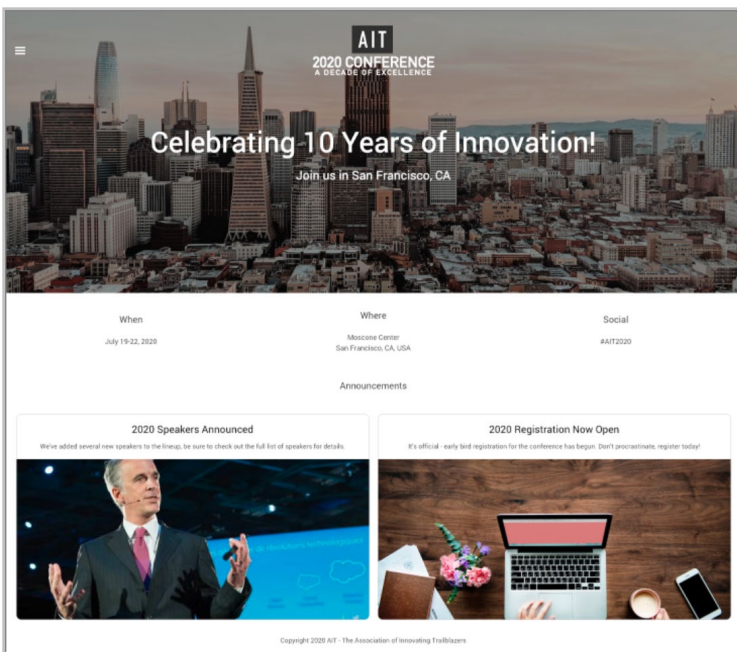 AIT
2020 CONFERENCE
A DECADE OF EXCELLENCE
Celebrating 10 Years of Innovation!
Join us in San Francisco, CA
When
July 19-22, 2020
Where
Moscone Center
San Francisco, CA, USA
Social
#AIT2020
Announcements
2020 Speakers Announced
We've added several new speakers to the lineup, be sure to check out the full list of speakers for details.
2020 Registration Now Open
It's official - early bird registration for the conference has begun. Don't procrastinate, register today!
Copyright 2020 AIT - The Association of Innovating Trailblazers